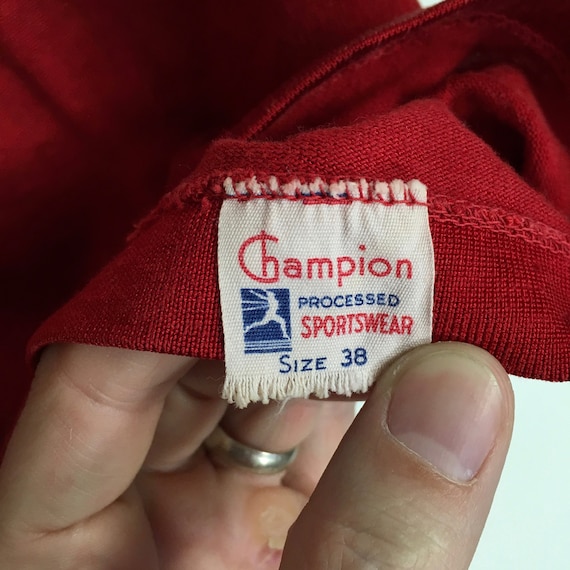 Champion
PROCESSED
SPORTSWEAR
SIZE 38